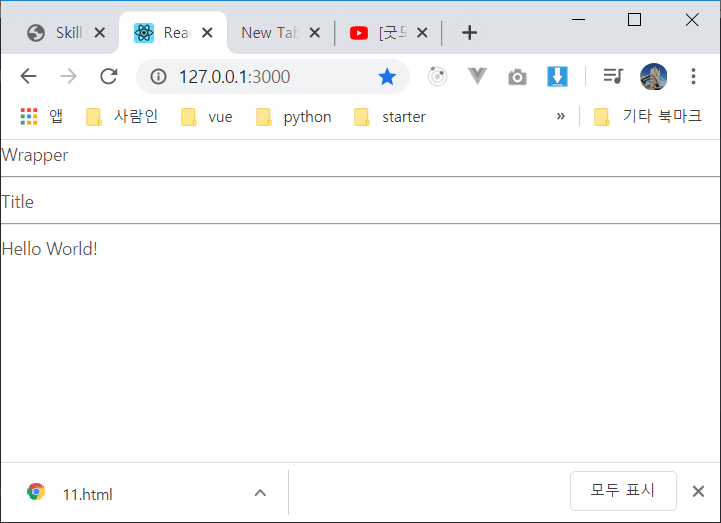 Skill
Rea
New Tab
[굿
127.0.0.1:3000
앱 사람인 vue python starter » 기타 북마크
Wrapper
Title
Hello World!
11.html
모두 표시